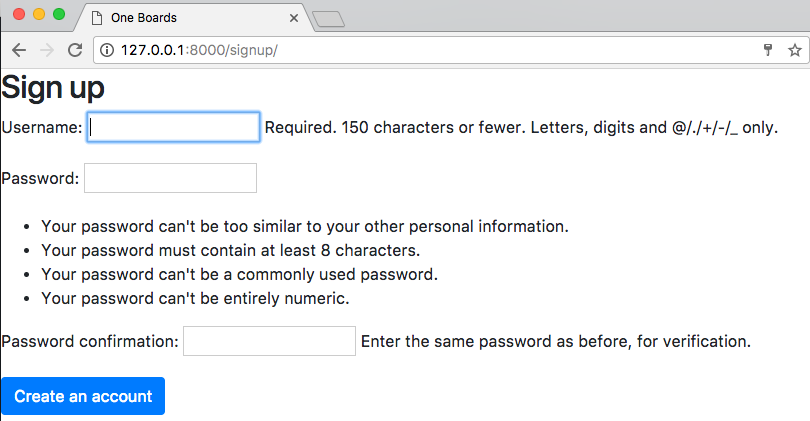 One Boards
127.0.0.1:8000/signup/
Sign up
Username: Required. 150 characters or fewer. Letters, digits and @/./+/-/_ only.
Password:
Your password can't be too similar to your other personal information.
Your password must contain at least 8 characters.
Your password can't be a commonly used password.
Your password can't be entirely numeric.
Password confirmation: Enter the same password as before, for verification.
Create an account